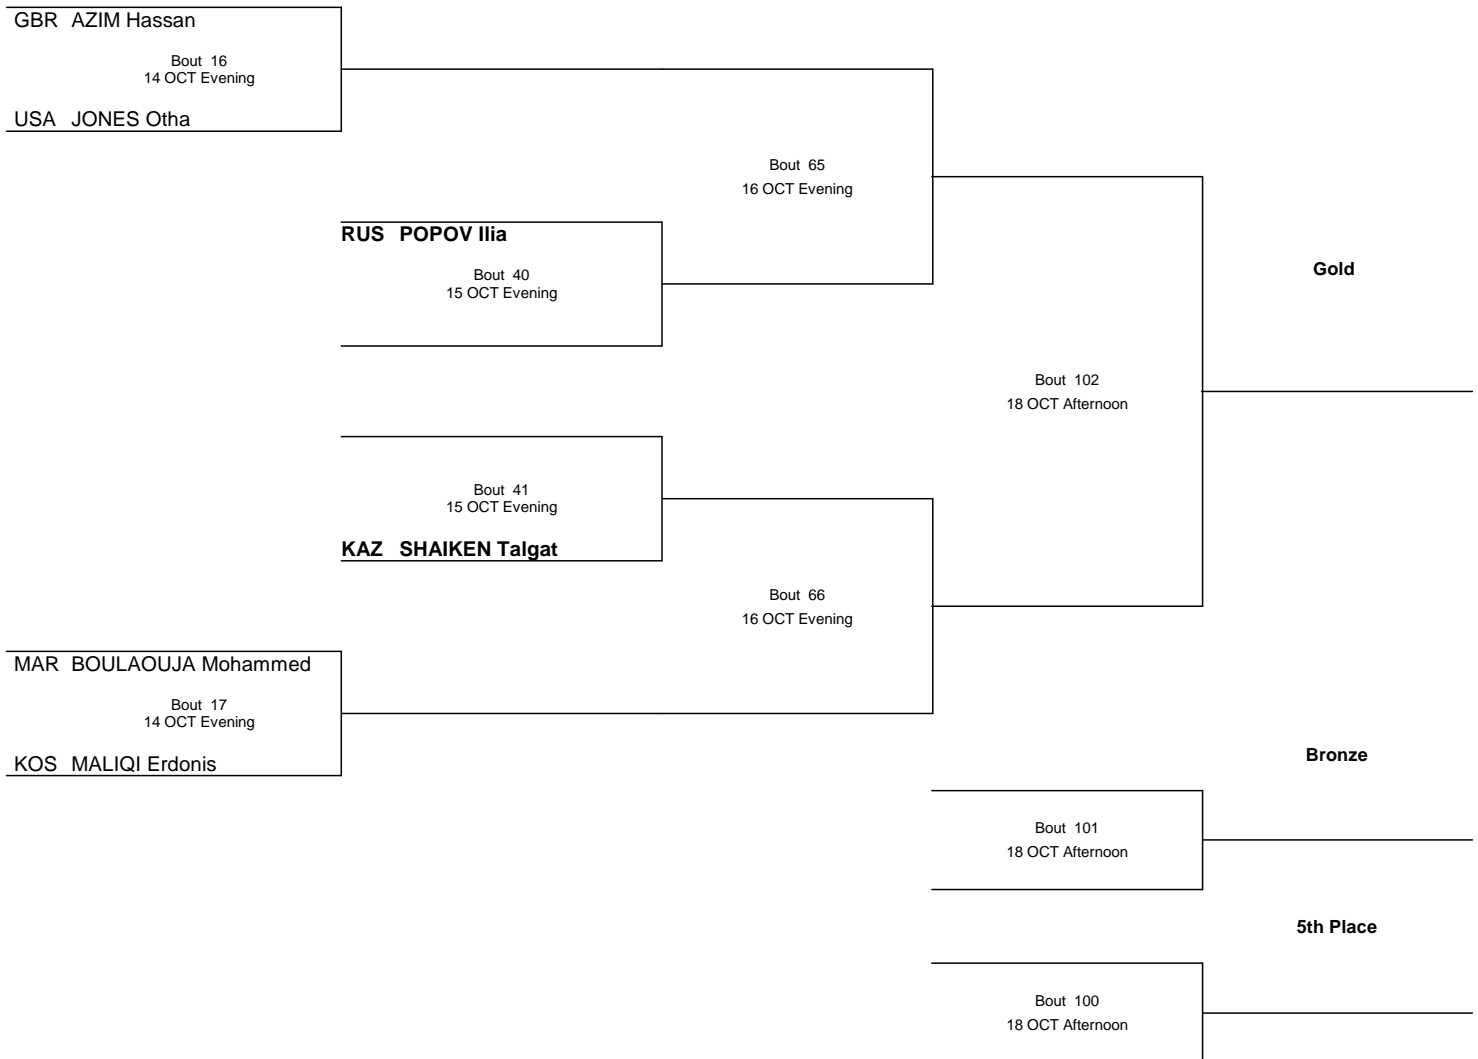 GBR AZIM Hassan
Bout 16
14 OCT Evening
USA JONES Otha
Bout 65
16 OCT Evening
RUS POPOV Ilia
Bout 40
15 OCT Evening
Gold
Bout 102
18 OCT Afternoon
Bout 41
15 OCT Evening
KAZ SHAIKEN Talgat
Bout 66
16 OCT Evening
MAR BOULAOUJA Mohammed
Bout 17
14 OCT Evening
KOS MALIQI Erdonis
Bronze
Bout 101
18 OCT Afternoon
5th Place
Bout 100
18 OCT Afternoon